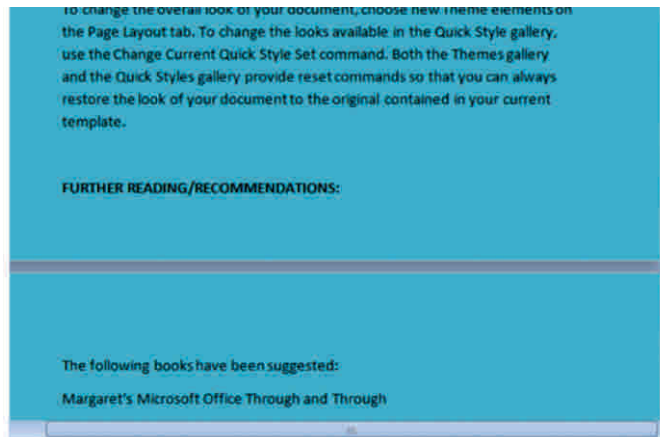 To change the overall look of your document, choose new Theme elements on
the Page Layout tab. To change the looks available in the Quick Style gallery,
use the Change Current Quick Style Set command. Both the Themes gallery
and the Quick Styles gallery provide reset commands so that you can always
restore the look of your document to the original contained in your current
template.
FURTHER READING/RECOMMENDATIONS:
The following books have been suggested:
Margaret's Microsoft Office Through and Through